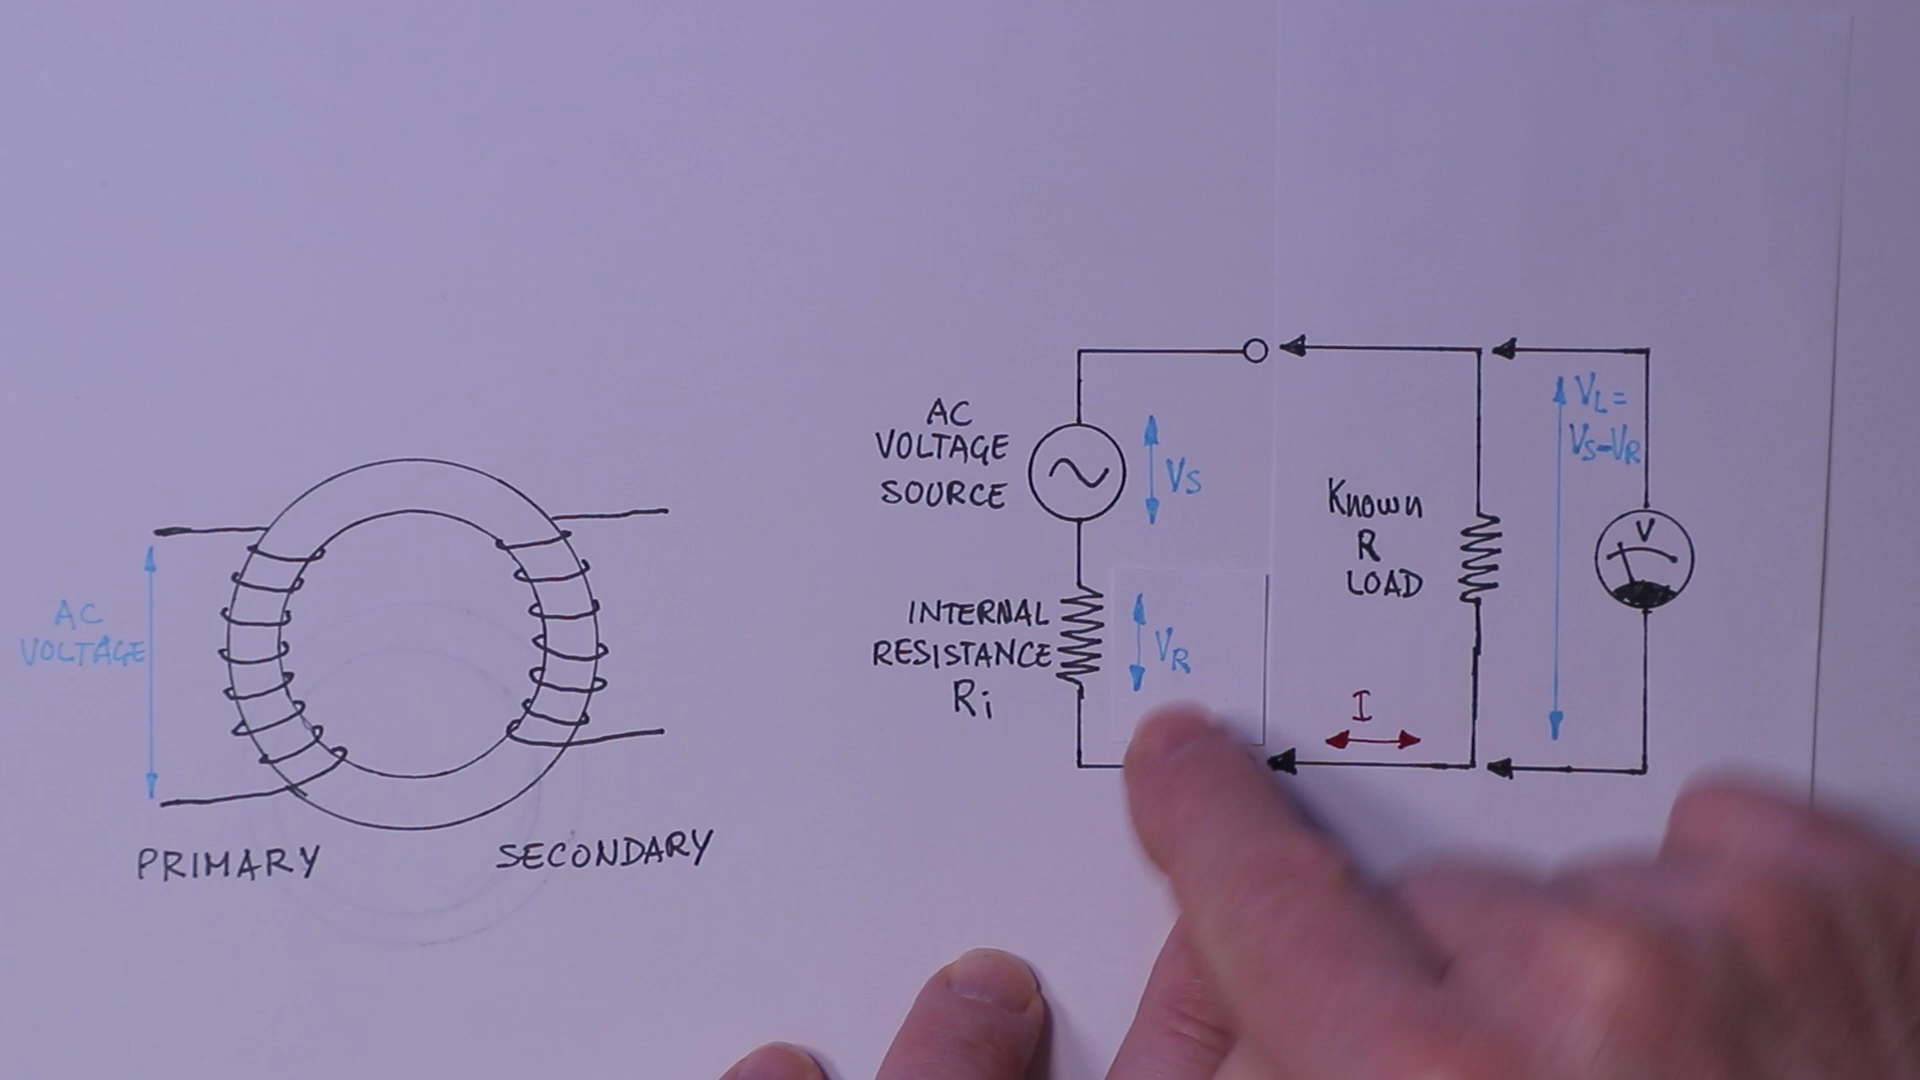 AC
VOLTAGE
PRIMARY
SECONDARY
AC
VOLTAGE
SOURCE
VS
INTERNAL
RESISTANCE
Ri
VR
Known
R
LOAD
I
VL=
VS-VR
V